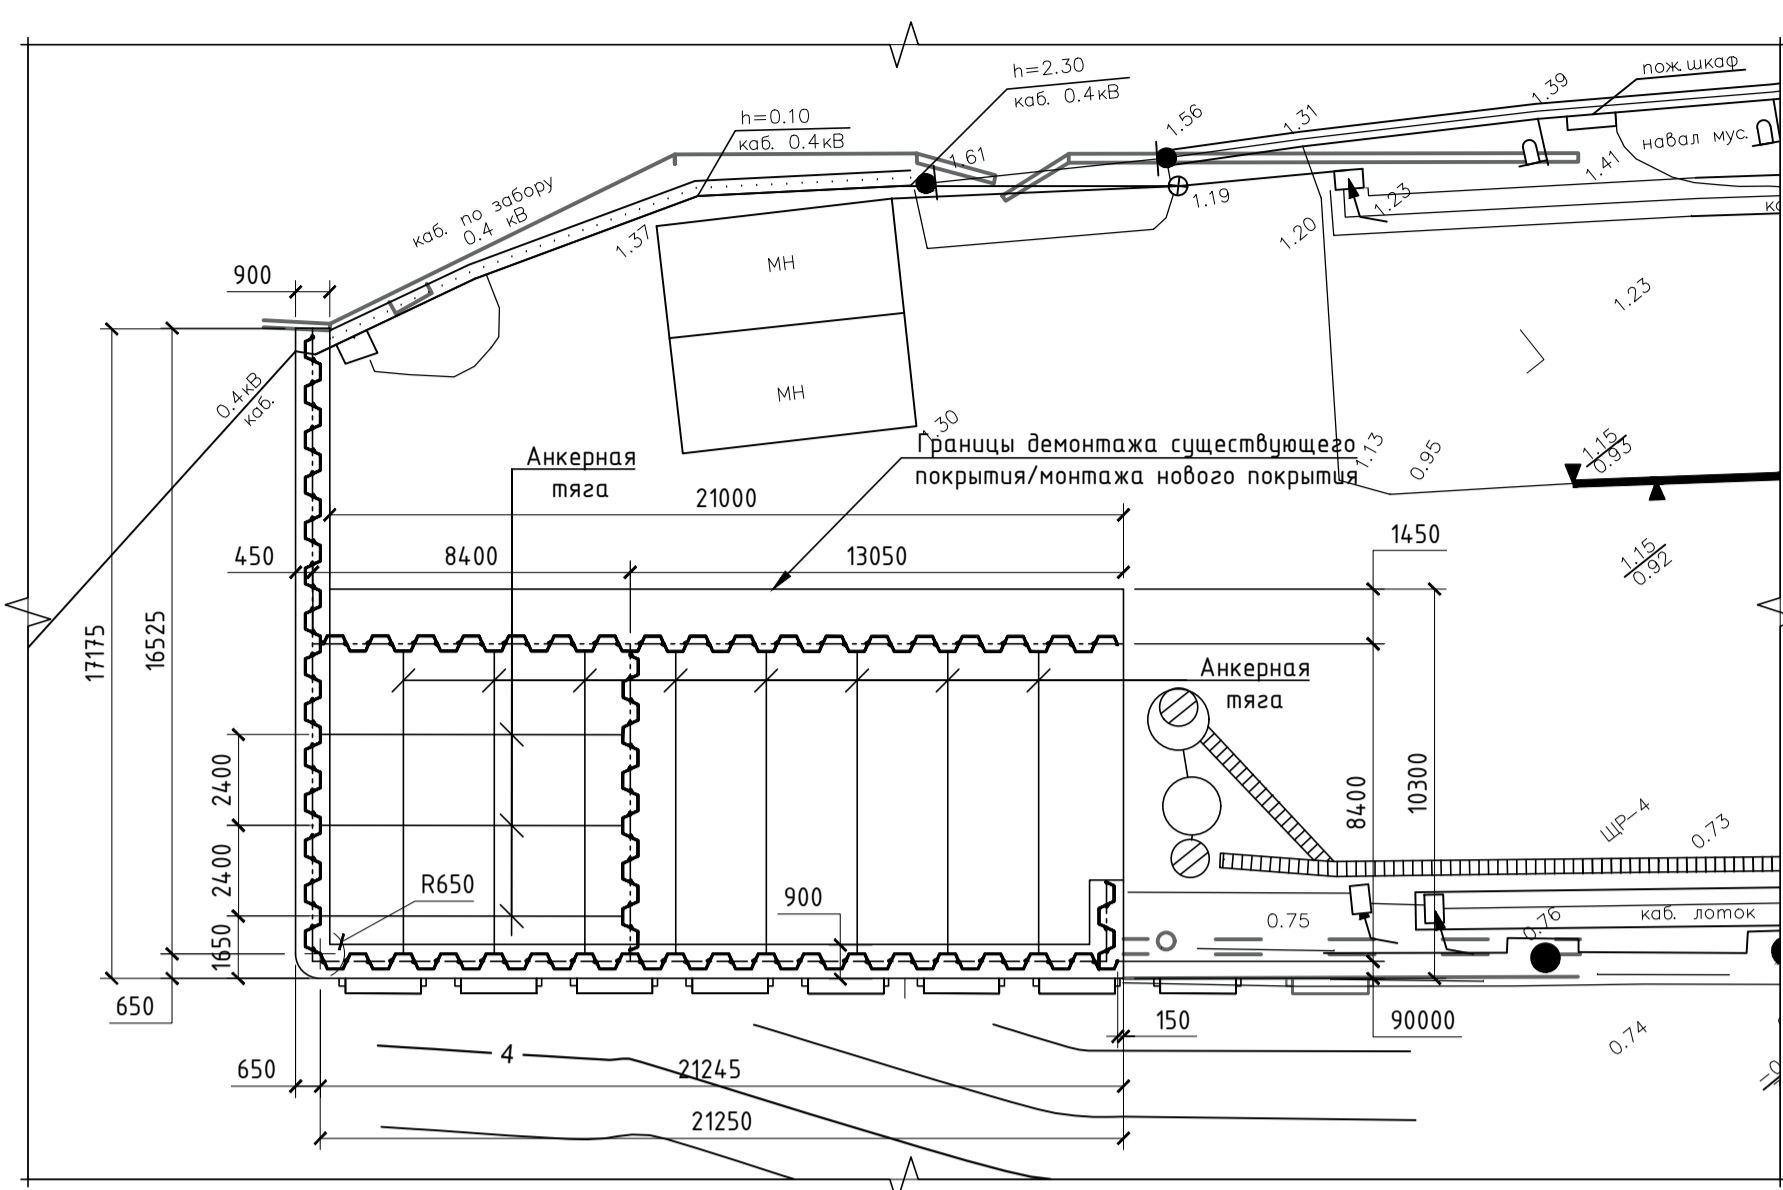 h=2.30
каб. 0.4кВ
пож.шкаф
1.39
1.56
1.31
h=0.10
каб. 0.4кВ
навал мус.
1.61
1.41
каб. по забору
0.4 кВ
1.19
1.23
1.20
1.37
МН
900
1.23
0.4кВ
каб.
МН
1.30
Границы демонтажа существующего
покрытия/монтажа нового покрытия
1.13
0.95
1.15
0.93
Анкерная
тяга
21000
1450
450
8400
13050
1.15
0.92
17175
16525
Анкерная
тяга
2400
8400
10300
ЩР-4
0.73
2400
R650
900
0.75
0.76
каб. лоток
1650
650
150
90000
0.74
4
650
21245
21250